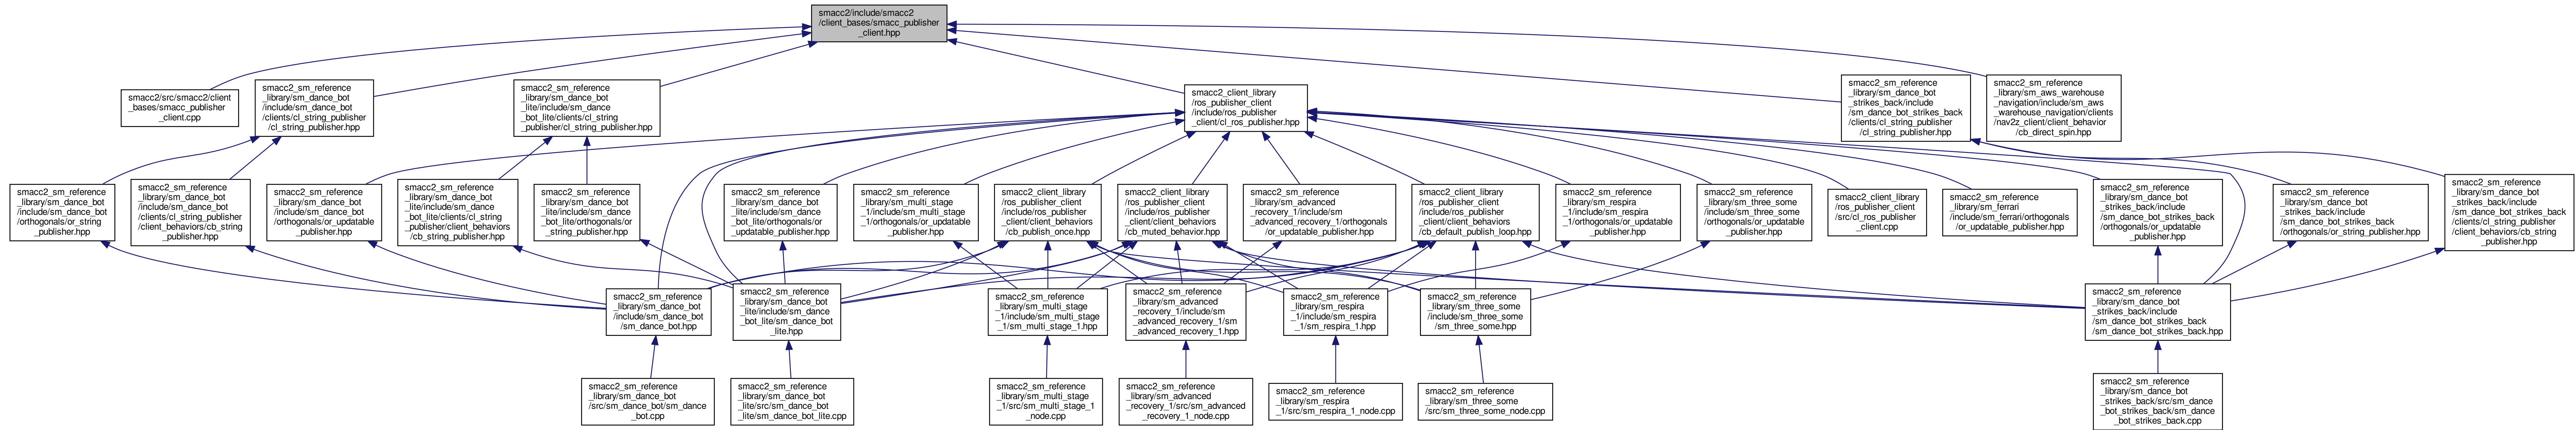 smacc2/include/smacc2
/client_bases/smacc_publisher
_client.hpp
smacc2/src/smacc2/client
_bases/smacc_publisher
_client.cpp
smacc2_sm_reference
_library/sm_dance_bot
/include/sm_dance_bot
/clients/cl_string_publisher
/cl_string_publisher.hpp
smacc2_sm_reference
_library/sm_dance_bot
_lite/include/sm_dance
_bot_lite/clients/cl_string
_publisher/cl_string_publisher.hpp
smacc2_client_library
/ros_publisher_client
/include/ros_publisher
_client/cl_ros_publisher.hpp
smacc2_sm_reference
_library/sm_dance_bot
_strikes_back/include
/sm_dance_bot_strikes_back
/clients/cl_string_publisher
/cl_string_publisher.hpp
smacc2_sm_reference
_library/sm_aws_warehouse
_navigation/include/sm_aws
_warehouse_navigation/clients
/nav2z_client/client_behavior
/cb_direct_spin.hpp
smacc2_sm_reference
_library/sm_dance_bot
/include/sm_dance_bot
/orthogonals/or_string
_publisher.hpp
smacc2_sm_reference
_library/sm_dance_bot
/include/sm_dance_bot
/clients/cl_string_publisher
/client_behaviors/cb_string
_publisher.hpp
smacc2_sm_reference
_library/sm_dance_bot
/include/sm_dance_bot
/orthogonals/or_updatable
_publisher.hpp
smacc2_sm_reference
_library/sm_dance_bot
_lite/include/sm_dance
_bot_lite/clients/cl_string
_publisher/client_behaviors
/cb_string_publisher.hpp
smacc2_sm_reference
_library/sm_dance_bot
_lite/include/sm_dance
_bot_lite/orthogonals/or
_string_publisher.hpp
smacc2_sm_reference
_library/sm_dance_bot
_lite/include/sm_dance
_bot_lite/orthogonals/or
_updatable_publisher.hpp
smacc2_sm_reference
_library/sm_multi_stage
_1/include/sm_multi_stage
_1/orthogonals/or_updatable
_publisher.hpp
smacc2_client_library
/ros_publisher_client
/include/ros_publisher
_client/client_behaviors
/cb_publish_once.hpp
smacc2_client_library
/ros_publisher_client
/include/ros_publisher
_client/client_behaviors
/cb_muted_behavior.hpp
smacc2_sm_reference
_library/sm_advanced
_recovery_1/include/sm
_advanced_recovery_1/orthogonals
/or_updatable_publisher.hpp
smacc2_client_library
/ros_publisher_client
/include/ros_publisher
_client/client_behaviors
/cb_default_publish_loop.hpp
smacc2_sm_reference
_library/sm_respira
_1/include/sm_respira
_1/orthogonals/or_updatable
_publisher.hpp
smacc2_sm_reference
_library/sm_three_some
/include/sm_three_some
/orthogonals/or_updatable
_publisher.hpp
smacc2_client_library
/ros_publisher_client
/src/cl_ros_publisher
_client.cpp
smacc2_sm_reference
_library/sm_ferrari
/include/sm_ferrari/orthogonals
/or_updatable_publisher.hpp
smacc2_sm_reference
_library/sm_dance_bot
_strikes_back/include
/sm_dance_bot_strikes_back
/orthogonals/or_updatable
_publisher.hpp
smacc2_sm_reference
_library/sm_dance_bot
_strikes_back/include
/sm_dance_bot_strikes_back
/orthogonals/or_string_publisher.hpp
smacc2_sm_reference
_library/sm_dance_bot
_strikes_back/include
/sm_dance_bot_strikes_back
/clients/cl_string_publisher
/client_behaviors/cb_string
_publisher.hpp
smacc2_sm_reference
_library/sm_dance_bot
/include/sm_dance_bot
/sm_dance_bot.hpp
smacc2_sm_reference
_library/sm_dance_bot
_lite/include/sm_dance
_bot_lite/sm_dance_bot
_lite.hpp
smacc2_sm_reference
_library/sm_multi_stage
_1/include/sm_multi_stage
_1/sm_multi_stage_1.hpp
smacc2_sm_reference
_library/sm_advanced
_recovery_1/include/sm
_advanced_recovery_1/sm
_advanced_recovery_1.hpp
smacc2_sm_reference
_library/sm_respira
_1/include/sm_respira
_1/sm_respira_1.hpp
smacc2_sm_reference
_library/sm_three_some
/include/sm_three_some
/sm_three_some.hpp
smacc2_sm_reference
_library/sm_dance_bot
_strikes_back/include
/sm_dance_bot_strikes_back
/sm_dance_bot_strikes_back.hpp
smacc2_sm_reference
_library/sm_dance_bot
/src/sm_dance_bot/sm_dance
_bot.cpp
smacc2_sm_reference
_library/sm_dance_bot
_lite/src/sm_dance_bot
_lite/sm_dance_bot_lite.cpp
smacc2_sm_reference
_library/sm_multi_stage
_1/src/sm_multi_stage_1
_node.cpp
smacc2_sm_reference
_library/sm_advanced
_recovery_1/src/sm_advanced
_recovery_1_node.cpp
smacc2_sm_reference
_library/sm_respira
_1/src/sm_respira_1_node.cpp
smacc2_sm_reference
_library/sm_three_some
/src/sm_three_some_node.cpp
smacc2_sm_reference
_library/sm_dance_bot
_strikes_back/src/sm_dance
_bot_strikes_back/sm_dance
_bot_strikes_back.cpp